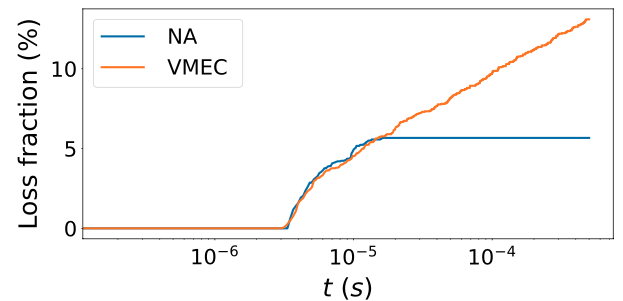 Loss fraction (%)
10
5
0
NA
VMEC
10⁻⁶
10⁻⁵
10⁻⁴
t (s)